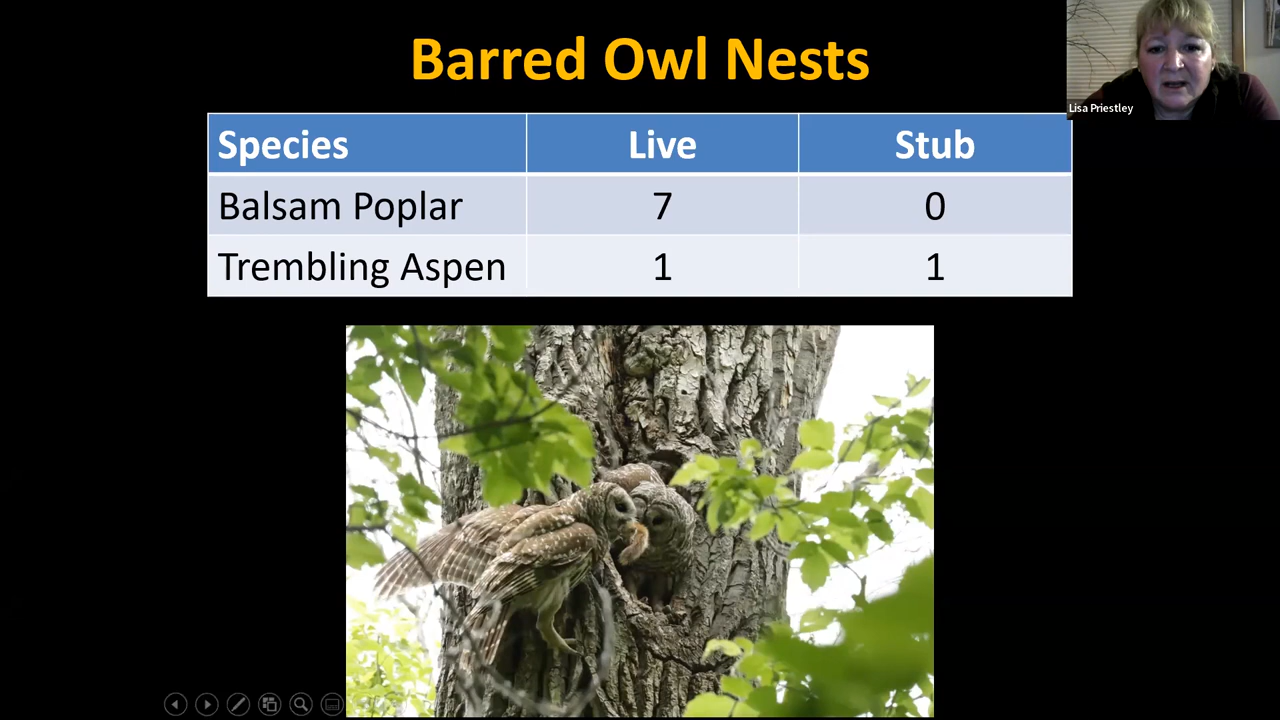 Barred Owl Nests
Lisa Priestley
Species Live Stub
Balsam Poplar 7 0
Trembling Aspen 1 1